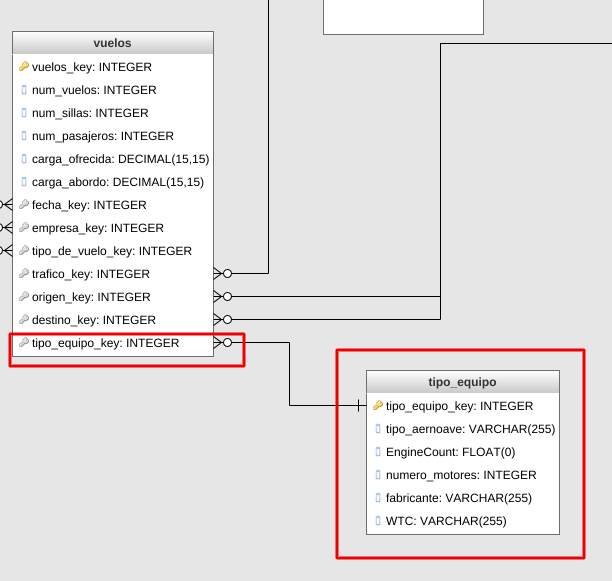 vuelos
vuelos_key: INTEGER
num_vuelos: INTEGER
num_sillas: INTEGER
num_pasajeros: INTEGER
carga_ofrecida: DECIMAL(15,15)
carga_abordo: DECIMAL(15,15)
fecha_key: INTEGER
empresa_key: INTEGER
tipo_de_vuelo_key: INTEGER
trafico_key: INTEGER
origen_key: INTEGER
destino_key: INTEGER
tipo_equipo_key: INTEGER
tipo_equipo
tipo_equipo_key: INTEGER
tipo_aernoave: VARCHAR(255)
EngineCount: FLOAT(0)
numero_motores: INTEGER
fabricante: VARCHAR(255)
WTC: VARCHAR(255)